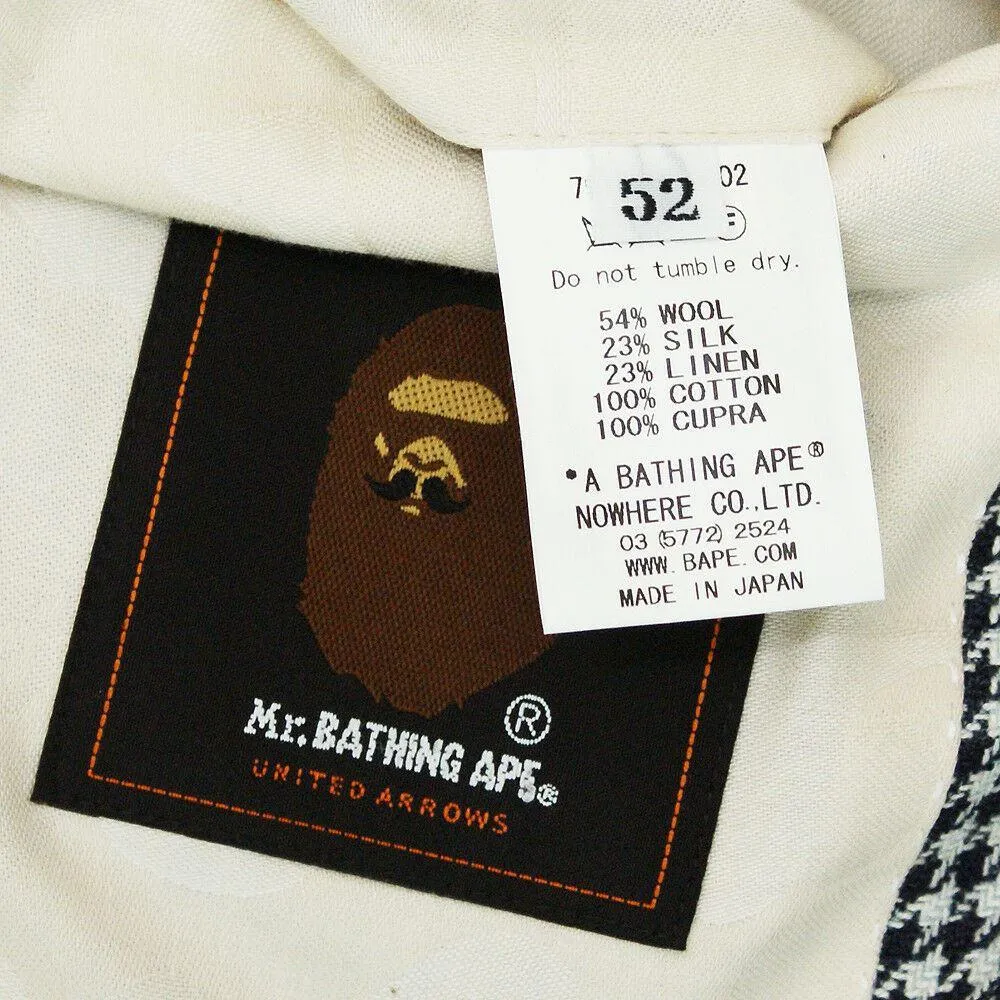 52
Do not tumble dry.
54% WOOL
23% SILK
23% LINEN
100% COTTON
100% CUPRA
*A BATHING APE®
NOWHERE CO.,LTD.
03 (5772) 2524
WWW.BAPE.COM
MADE IN JAPAN
®
Mr. BATHING APE®
UNITED ARROWS